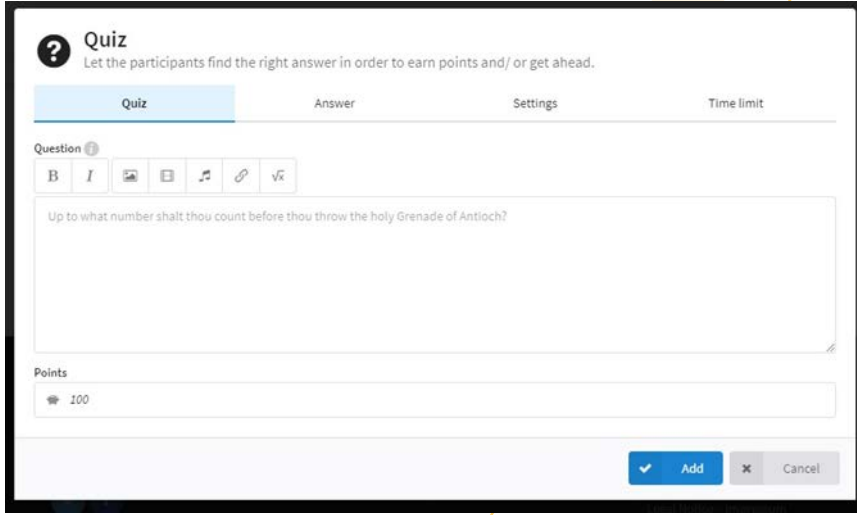 Quiz
Let the participants find the right answer in order to earn points and/ or get ahead.
Quiz Answer Settings Time limit
Question
B I √x
Up to what number shalt thou count before thou throw the holy Grenade of Antioch?
Points
100
Add Cancel